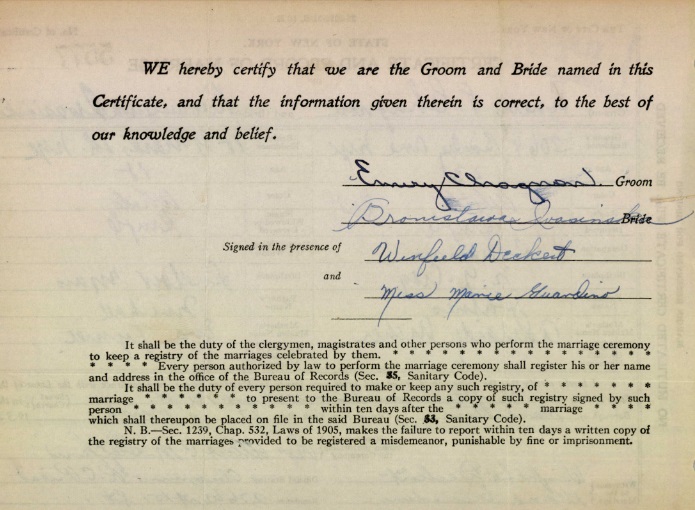 WE hereby certify that we are the Groom and Bride named in this
Certificate, and that the information given therein is correct, to the best of
our knowledge and belief.
Emery Chagnon. Groom
Bronisława Bride
Signed in the presence of Winfield Deckert
and Miss Marie Guardino
It shall be the duty of the clergymen, magistrates and other persons who perform the marriage ceremony
to keep a registry of the marriages celebrated by them. * * * * * * * * * * * * * * * * * * *
* * * * Every person authorized by law to perform the marriage ceremony shall register his or her name
and address in the office of the Bureau of Records (Sec. 35, Sanitary Code).
It shall be the duty of every person required to make or keep any such registry, of * * * * * *
marriage * * * * * * * to present to the Bureau of Records a copy of such registry signed by such
person * * * * * * * * * * * within ten days after the * * * * * marriage * * * *
which shall thereupon be placed on file in the said Bureau (Sec. 33, Sanitary Code).
N. B.—Sec. 1239, Chap. 532, Laws of 1905, makes the failure to report within ten days a written copy of
the registry of the marriages provided to be registered a misdemeanor, punishable by fine or imprisonment.